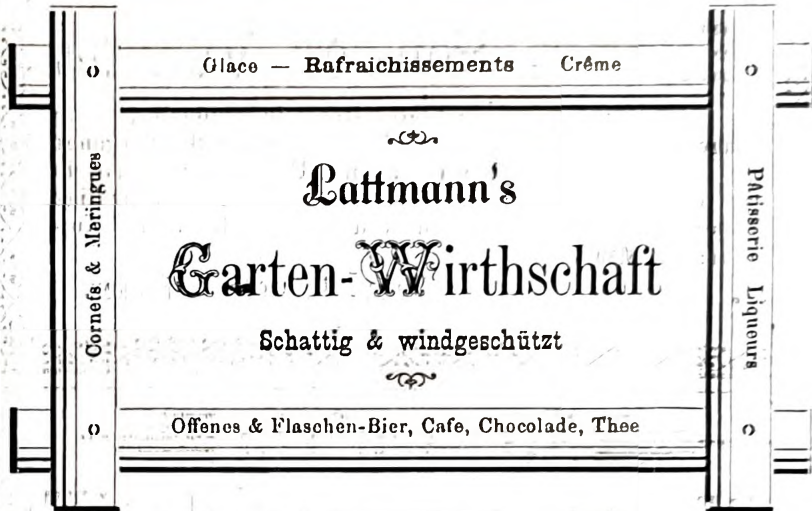 Glace — Rafraichissements - Crême
Cornets & Meringues
Lattmann's
Garten-Wirthschaft
Schattig & windgeschützt
Pâtisserie Liqueurs
Offenes & Flaschen-Bier, Cafe, Chocolade, Thee